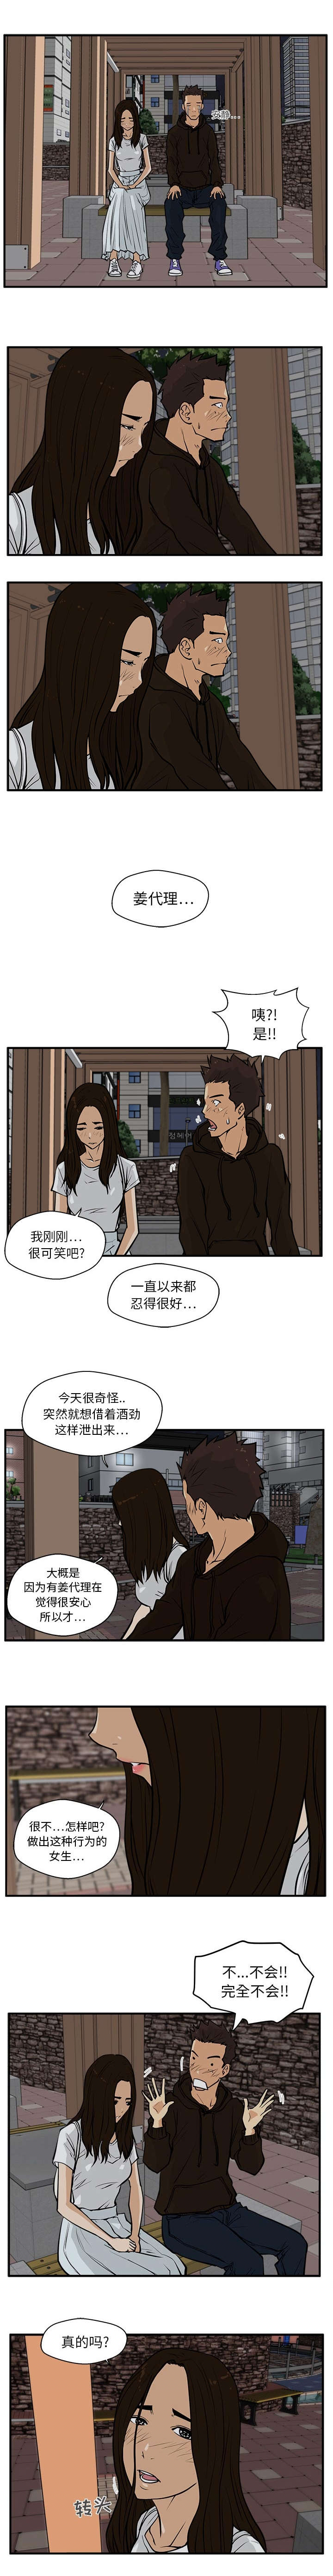 安静...
姜代理...
咦?!
是!!
我刚刚...
很可笑吧?
一直以来都
忍得很好...
今天很奇怪..
突然就想借着酒劲
这样泄出来...
大概是
因为有姜代理在
觉得很安心
所以才...
很不...怎样吧?
做出这种行为的
女生...
不...不会!!
完全不会!!
真的吗?
转头